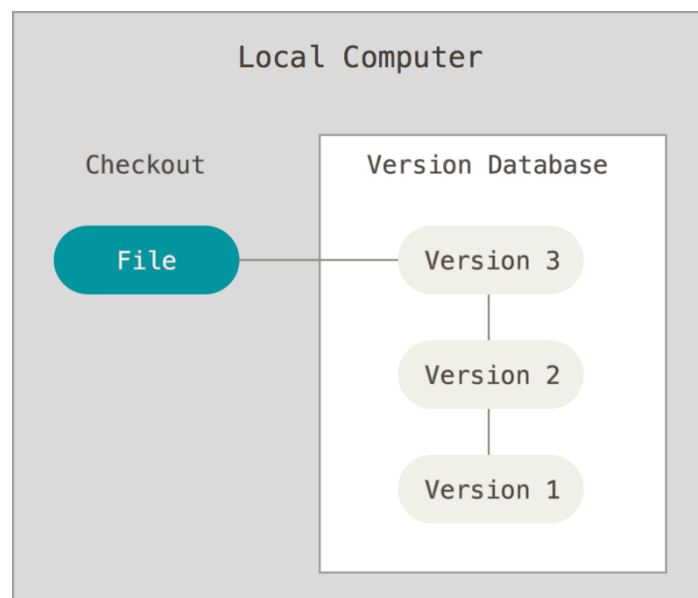 Local Computer
Checkout
Version Database
File
Version 3
Version 2
Version 1